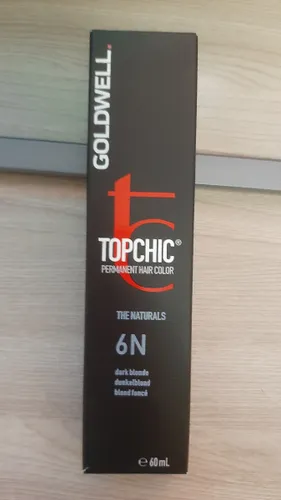 GOLDWELL.
tc
TOPCHIC®
PERMANENT HAIR COLOR
THE NATURALS
6N
dark blonde
dunkelblond
blond foncé
℮ 60 mL